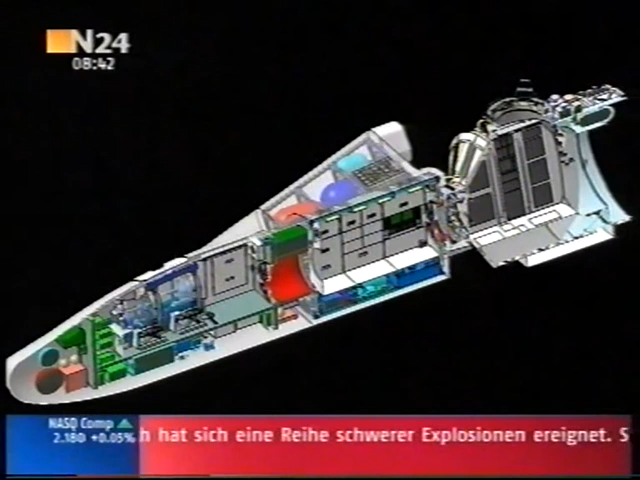 N24
08:42
NASQ Comp
2.180 +0.05%
h hat sich eine Reihe schwerer Explosionen ereignet. S